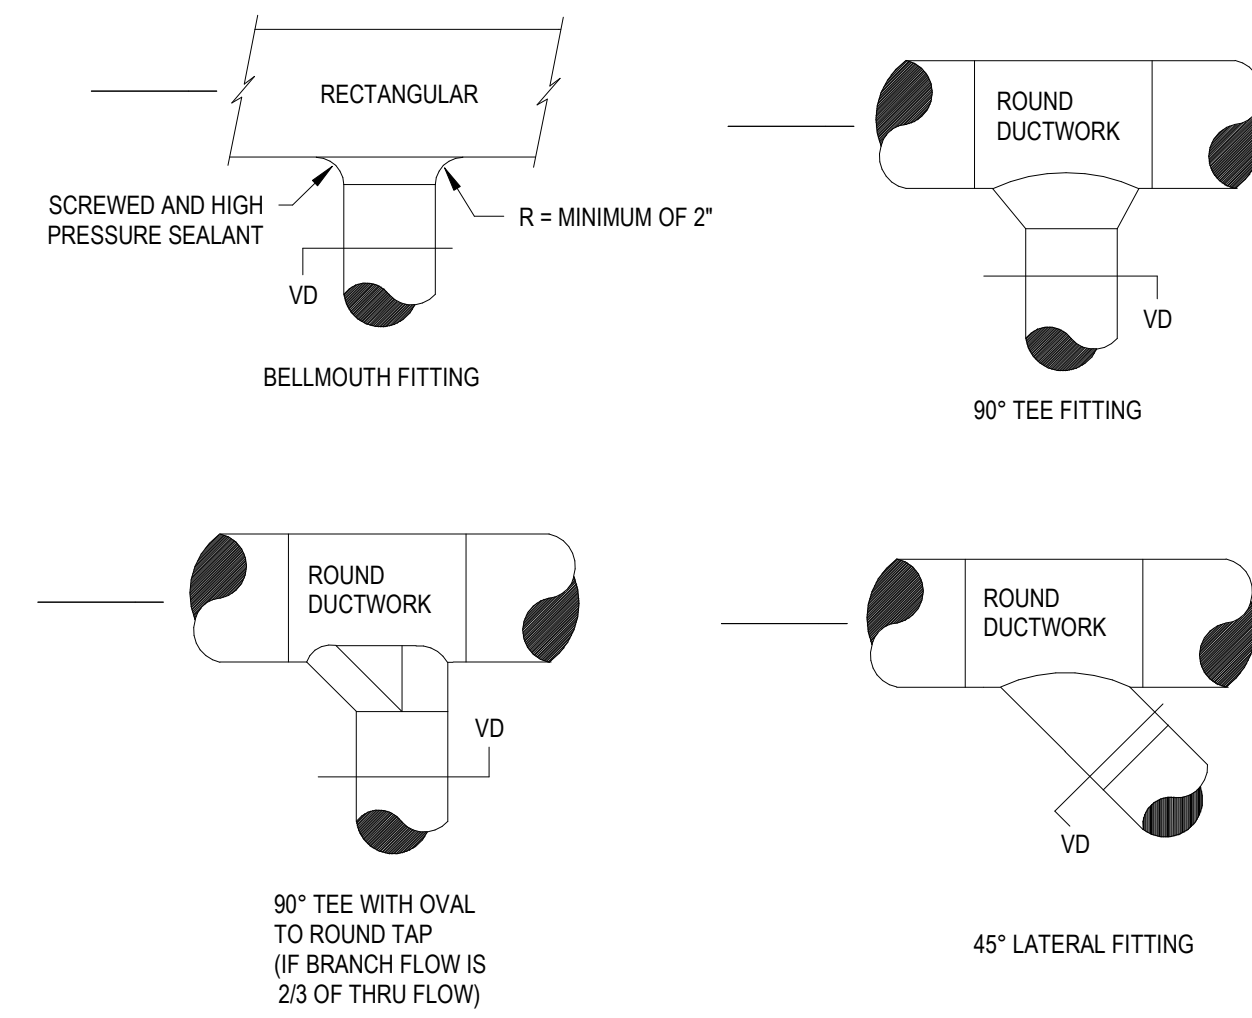 RECTANGULAR
SCREWED AND HIGH
PRESSURE SEALANT
R = MINIMUM OF 2"
VD
BELLMOUTH FITTING
ROUND
DUCTWORK
VD
90° TEE FITTING
ROUND
DUCTWORK
VD
90° TEE WITH OVAL
TO ROUND TAP
(IF BRANCH FLOW IS
2/3 OF THRU FLOW)
ROUND
DUCTWORK
VD
45° LATERAL FITTING